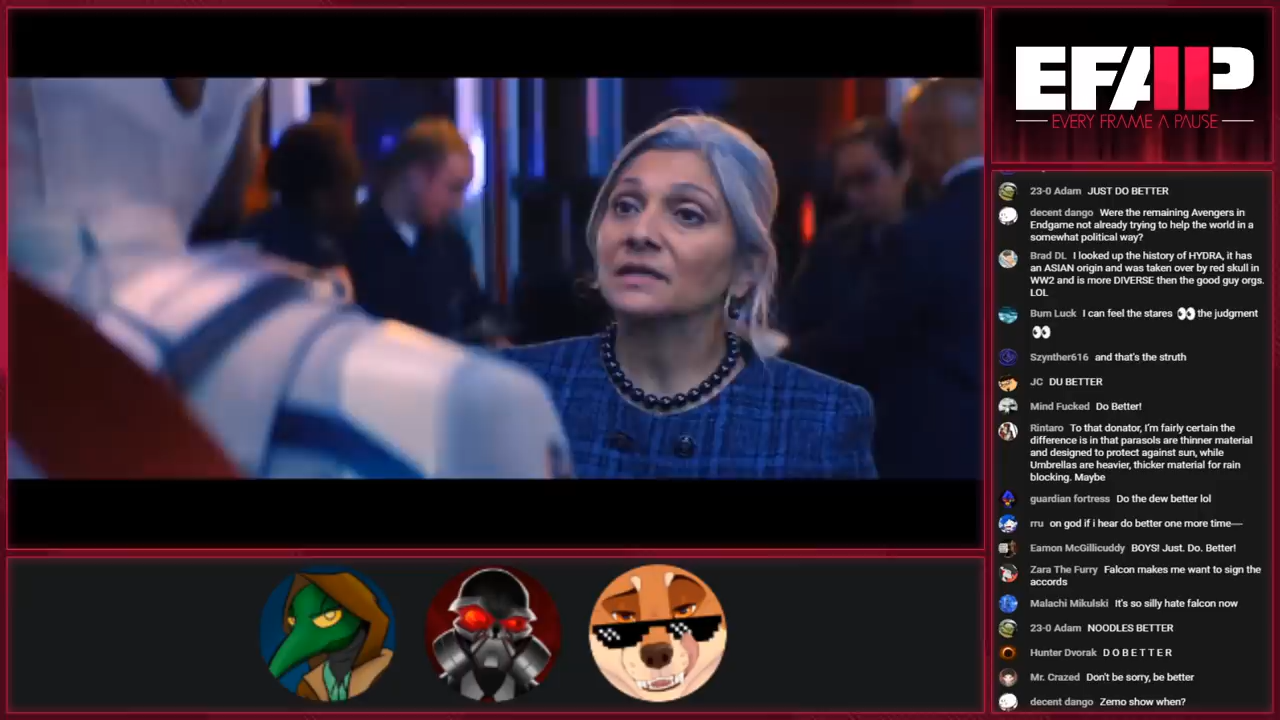 EFAP
EVERY FRAME A PAUSE
23-0 Adam JUST DO BETTER
decent dango Were the remaining Avengers in
Endgame not already trying to help the world in a
somewhat political way?
Brad DL I looked up the history of HYDRA, it has
an ASIAN origin and was taken over by red skull in
WW2 and is more DIVERSE then the good guy orgs.
LOL
Bum Luck I can feel the stares 👀 the judgment
👀
Szynther616 and that's the struth
JC DU BETTER
Mind Fucked Do Better!
Rintaro To that donator, I'm fairly certain the
difference is in that parasols are thinner material
and designed to protect against sun, while
Umbrellas are heavier, thicker material for rain
blocking. Maybe
guardian fortress Do the dew better lol
rru on god if i hear do better one more time—
Eamon McGillicuddy BOYS! Just. Do. Better!
Zara The Furry Falcon makes me want to sign the
accords
Malachi Mikulski It's so silly hate falcon now
23-0 Adam NOODLES BETTER
Hunter Dvorak D O B E T T E R
Mr. Crazed Don't be sorry, be better
decent dango Zemo show when?